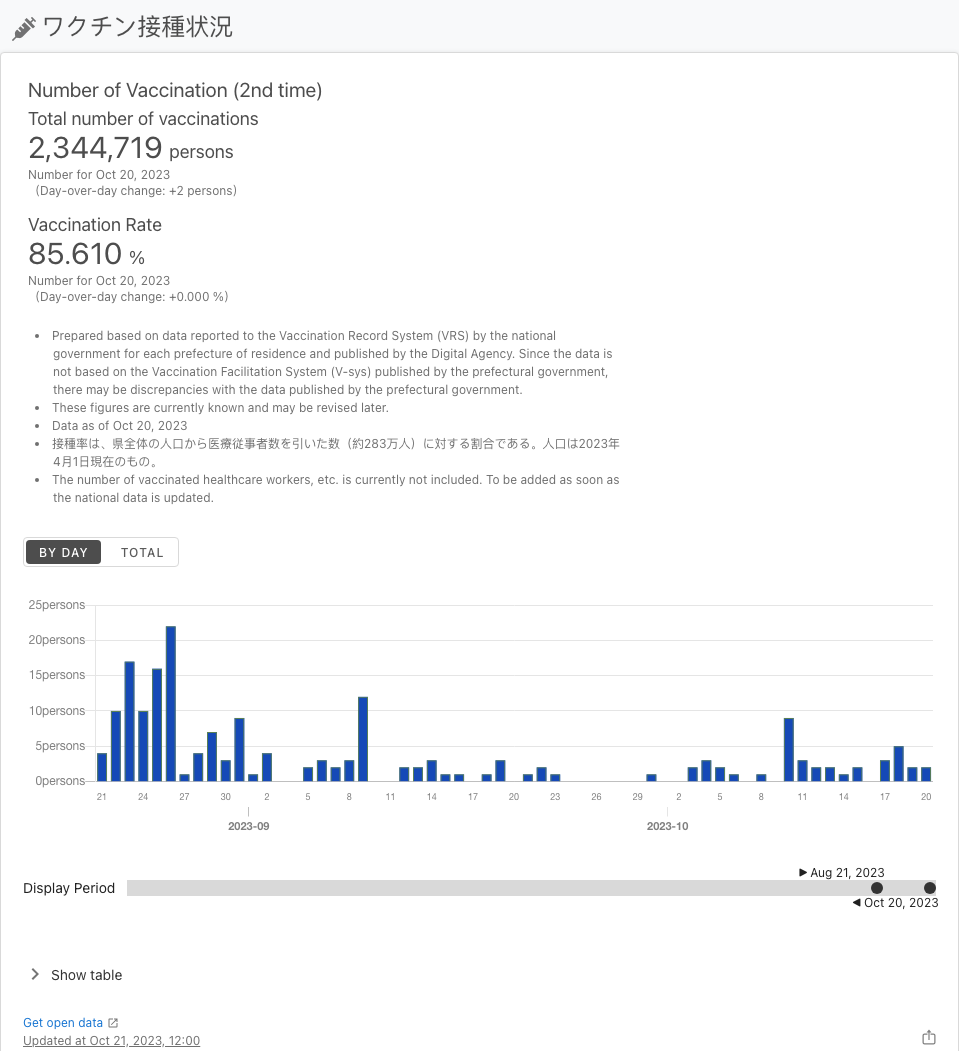 ワクチン接種状況
Number of Vaccination (2nd time)
Total number of vaccinations
2,344,719 persons
Number for Oct 20, 2023
(Day-over-day change: +2 persons)
Vaccination Rate
85.610 %
Number for Oct 20, 2023
(Day-over-day change: +0.000 %)
• Prepared based on data reported to the Vaccination Record System (VRS) by the national
government for each prefecture of residence and published by the Digital Agency. Since the data is
not based on the Vaccination Facilitation System (V-sys) published by the prefectural government,
there may be discrepancies with the data published by the prefectural government.
• These figures are currently known and may be revised later.
• Data as of Oct 20, 2023
• 接種率は、県全体の人口から医療従事者数を引いた数（約283万人）に対する割合である。人口は2023年
4月1日現在のもの。
• The number of vaccinated healthcare workers, etc. is currently not included. To be added as soon as
the national data is updated.
BY DAY TOTAL
25persons
20persons
15persons
10persons
5persons
0persons
21 24 27 30 2 5 8 11 14 17 20 23 26 29 2 5 8 11 14 17 20
2023-09 2023-10
Aug 21, 2023
Display Period
Oct 20, 2023
Show table
Get open data
Updated at Oct 21, 2023, 12:00